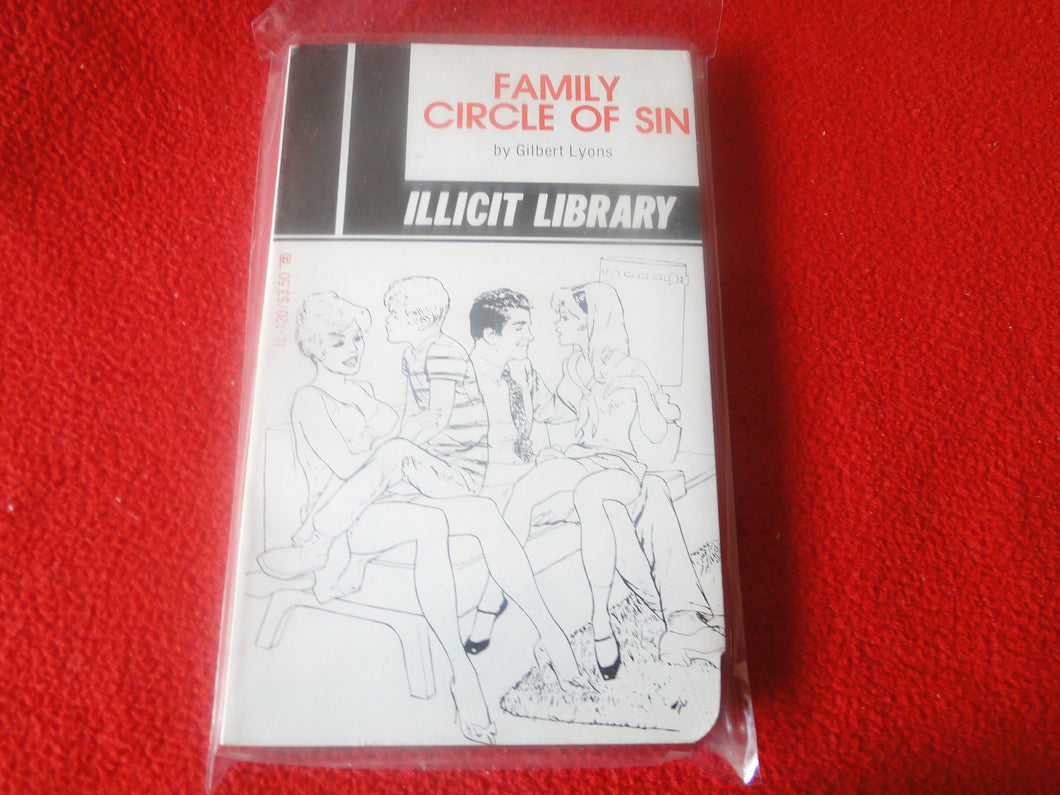 FAMILY
CIRCLE OF SIN
by Gilbert Lyons
ILLICIT LIBRARY
IL-120/$3.50